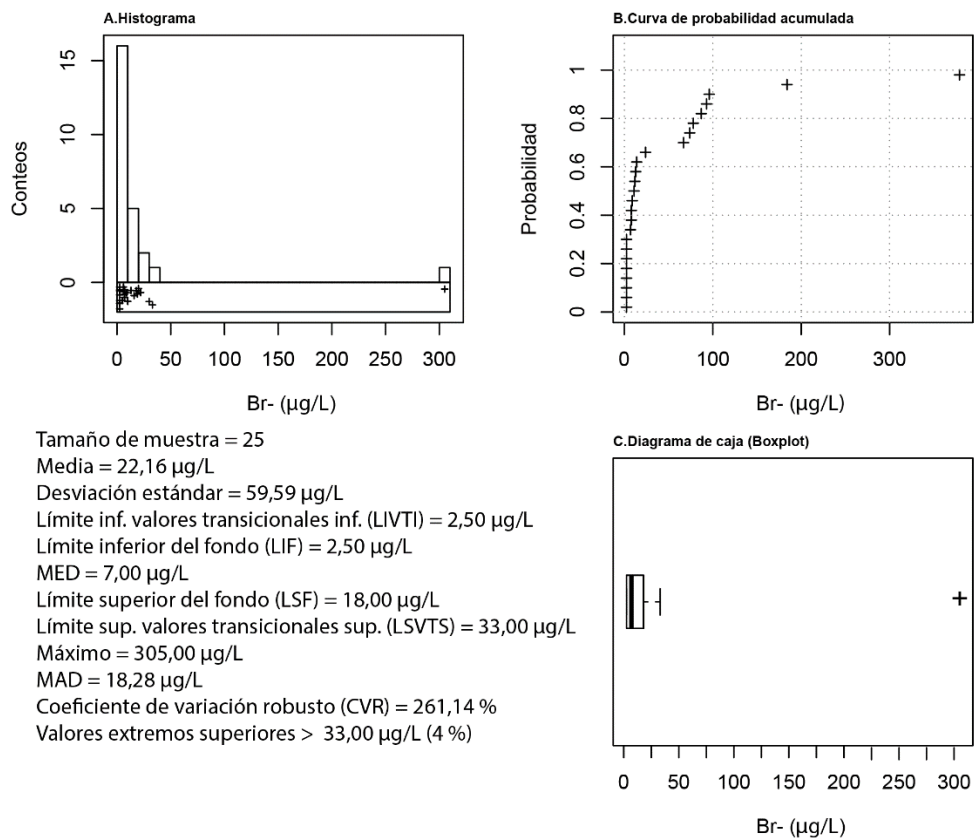 A.Histograma
Conteos
15
10
5
0
0 50 100 150 200 250 300
Br- (µg/L)
B.Curva de probabilidad acumulada
Probabilidad
1
0.8
0.6
0.4
0.2
0
0 100 200 300
Br- (µg/L)
Tamaño de muestra = 25
Media = 22,16 µg/L
Desviación estándar = 59,59 µg/L
Límite inf. valores transicionales inf. (LIVTI) = 2,50 µg/L
Límite inferior del fondo (LIF) = 2,50 µg/L
MED = 7,00 µg/L
Límite superior del fondo (LSF) = 18,00 µg/L
Límite sup. valores transicionales sup. (LSVTS) = 33,00 µg/L
Máximo = 305,00 µg/L
MAD = 18,28 µg/L
Coeficiente de variación robusto (CVR) = 261,14 %
Valores extremos superiores > 33,00 µg/L (4 %)
C.Diagrama de caja (Boxplot)
0 50 100 150 200 250 300
Br- (µg/L)